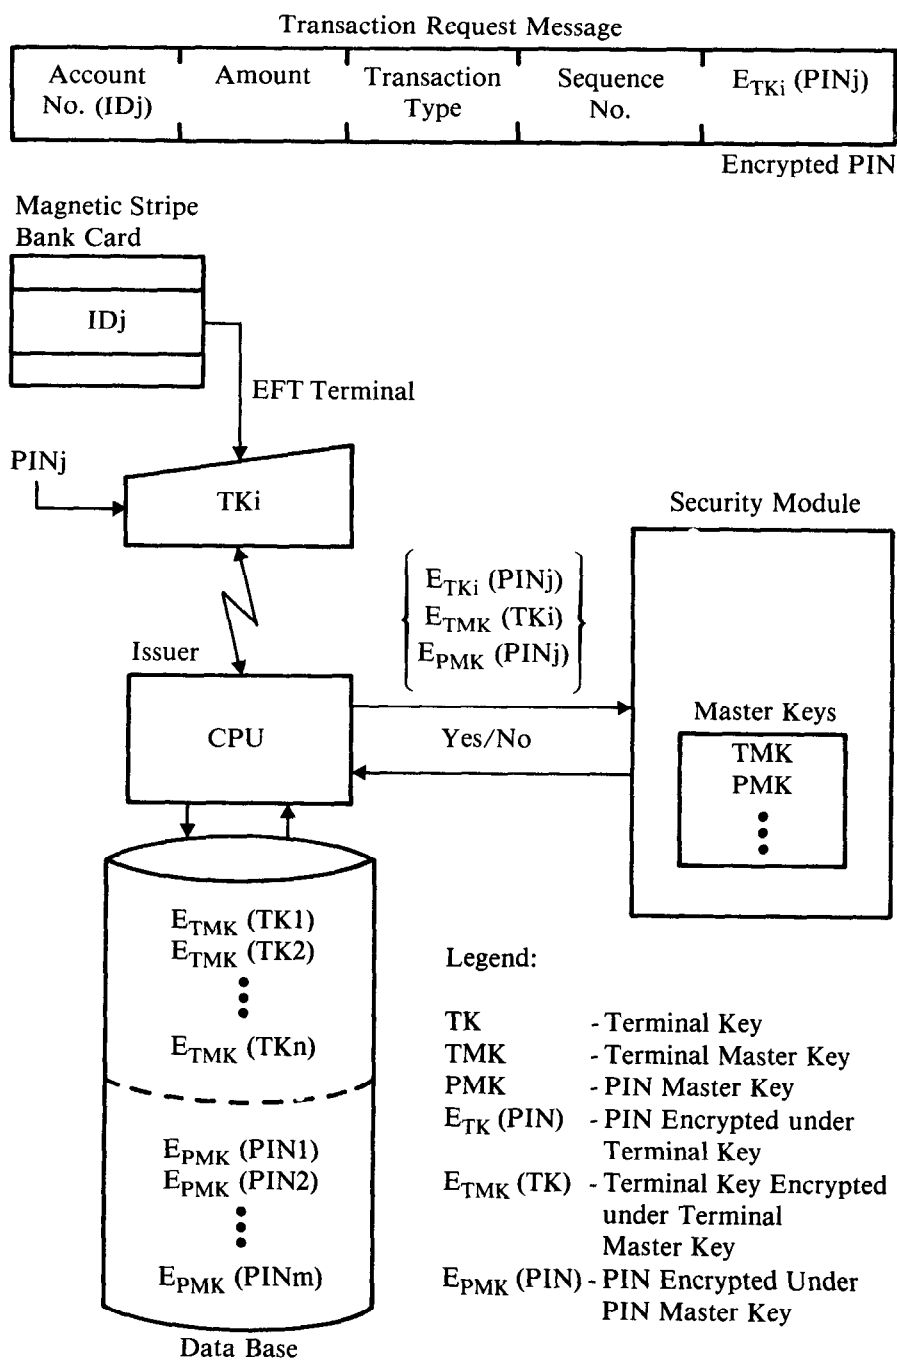 Transaction Request Message
Account No. (IDj)
Amount
Transaction Type
Sequence No.
E_TKi (PINj)
Encrypted PIN
Magnetic Stripe
Bank Card
IDj
EFT Terminal
PINj
TKi
Security Module
E_TKi (PINj)
E_TMK (TKi)
E_PMK (PINj)
Issuer
CPU
Yes/No
Master Keys
TMK
PMK
E_TMK (TK1)
E_TMK (TK2)
E_TMK (TKn)
E_PMK (PIN1)
E_PMK (PIN2)
E_PMK (PINm)
Data Base
Legend:
TK - Terminal Key
TMK - Terminal Master Key
PMK - PIN Master Key
E_TK (PIN) - PIN Encrypted under
Terminal Key
E_TMK (TK) - Terminal Key Encrypted
under Terminal
Master Key
E_PMK (PIN) - PIN Encrypted Under
PIN Master Key